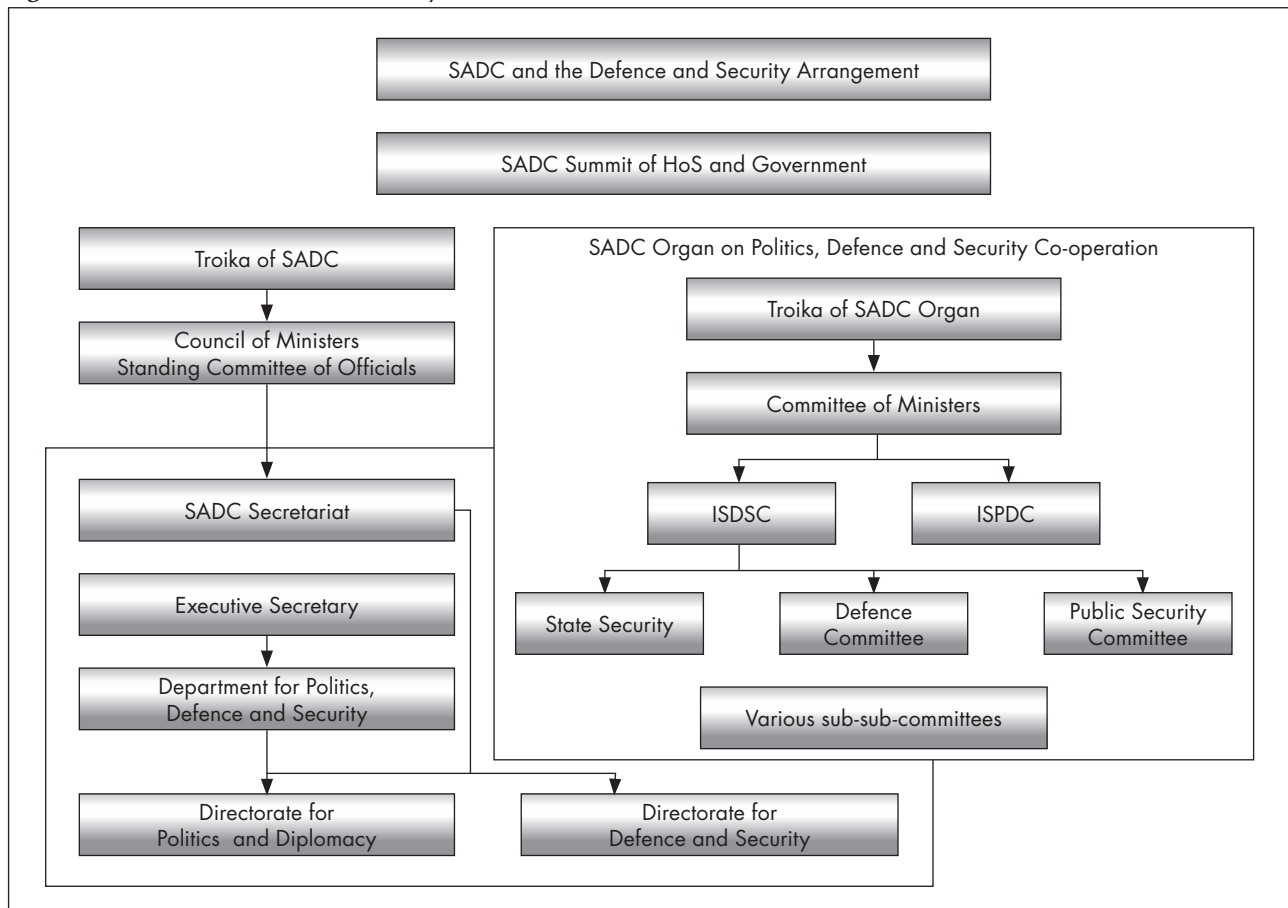 SADC and the Defence and Security Arrangement
SADC Summit of HoS and Government
Troika of SADC
Council of Ministers
Standing Committee of Officials
SADC Secretariat
Executive Secretary
Department for Politics,
Defence and Security
Directorate for
Politics and Diplomacy
Directorate for
Defence and Security
SADC Organ on Politics, Defence and Security Co-operation
Troika of SADC Organ
Committee of Ministers
ISDSC
ISPDC
State Security
Defence
Committee
Public Security
Committee
Various sub-sub-committees